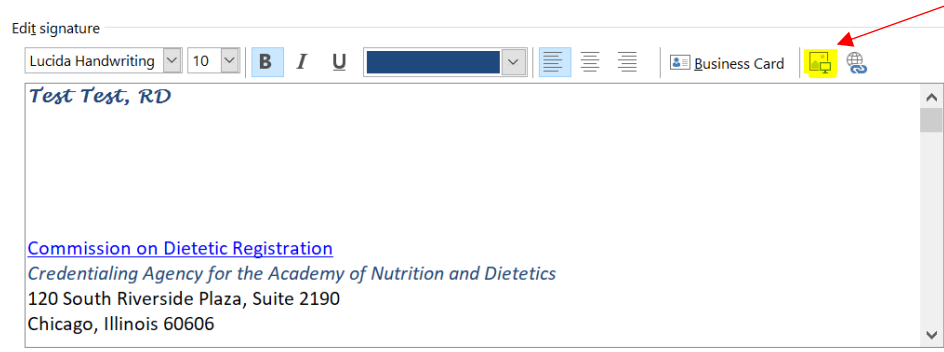 Edit signature
Lucida Handwriting 10 B I U Business Card
Test Test, RD
Commission on Dietetic Registration
Credentialing Agency for the Academy of Nutrition and Dietetics
120 South Riverside Plaza, Suite 2190
Chicago, Illinois 60606